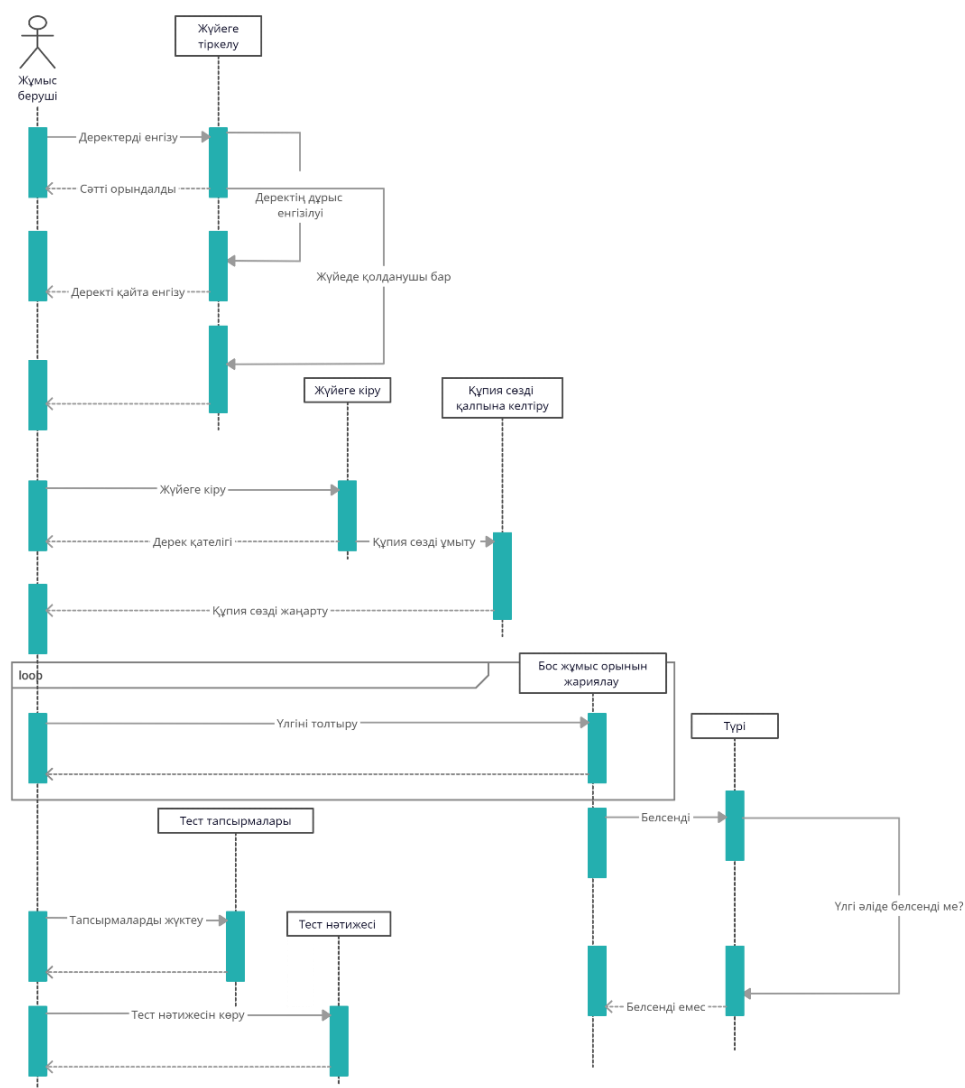 Жүйеге
тіркелу
Жұмыс
беруші
Деректерді енгізу
Сәтті орындалды
Деректің дұрыс
енгізілуі
Жүйеде қолданушы бар
Деректі қайта енгізу
Жүйеге кіру
Құпия сөзді
қалпына келтіру
Жүйеге кіру
Дерек қателігі
Құпия сөзді ұмыту
Құпия сөзді жаңарту
loop
Бос жұмыс орынын
жариялау
Үлгіні толтыру
Түрі
Тест тапсырмалары
Белсенді
Үлгі әліде белсенді ме?
Тапсырмаларды жүктеу
Тест нәтижесі
Белсенді емес
Тест нәтижесін көру